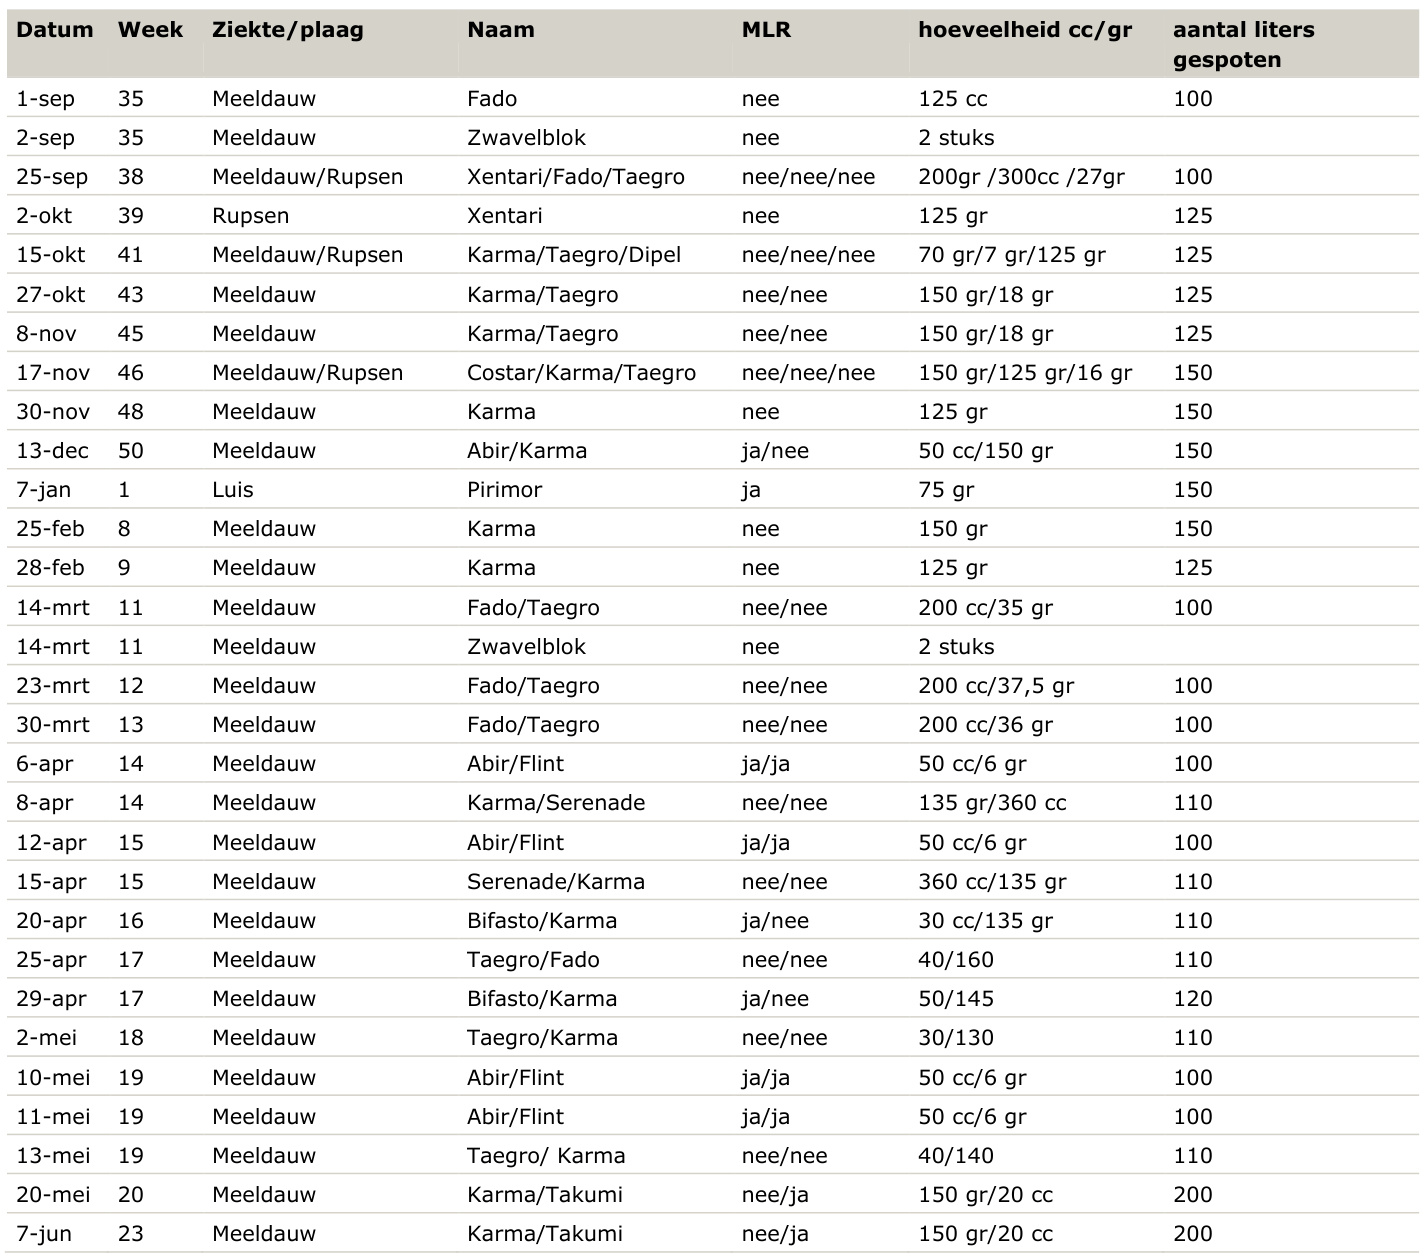 Datum Week Ziekte/plaag Naam MLR hoeveelheid cc/gr aantal liters
gespoten
1-sep 35 Meeldauw Fado nee 125 cc 100
2-sep 35 Meeldauw Zwavelblok nee 2 stuks
25-sep 38 Meeldauw/Rupsen Xentari/Fado/Taegro nee/nee/nee 200gr /300cc /27gr 100
2-okt 39 Rupsen Xentari nee 125 gr 125
15-okt 41 Meeldauw/Rupsen Karma/Taegro/Dipel nee/nee/nee 70 gr/7 gr/125 gr 125
27-okt 43 Meeldauw Karma/Taegro nee/nee 150 gr/18 gr 125
8-nov 45 Meeldauw Karma/Taegro nee/nee 150 gr/18 gr 125
17-nov 46 Meeldauw/Rupsen Costar/Karma/Taegro nee/nee/nee 150 gr/125 gr/16 gr 150
30-nov 48 Meeldauw Karma nee 125 gr 150
13-dec 50 Meeldauw Abir/Karma ja/nee 50 cc/150 gr 150
7-jan 1 Luis Pirimor ja 75 gr 150
25-feb 8 Meeldauw Karma nee 150 gr 150
28-feb 9 Meeldauw Karma nee 125 gr 125
14-mrt 11 Meeldauw Fado/Taegro nee/nee 200 cc/35 gr 100
14-mrt 11 Meeldauw Zwavelblok nee 2 stuks
23-mrt 12 Meeldauw Fado/Taegro nee/nee 200 cc/37,5 gr 100
30-mrt 13 Meeldauw Fado/Taegro nee/nee 200 cc/36 gr 100
6-apr 14 Meeldauw Abir/Flint ja/ja 50 cc/6 gr 100
8-apr 14 Meeldauw Karma/Serenade nee/nee 135 gr/360 cc 110
12-apr 15 Meeldauw Abir/Flint ja/ja 50 cc/6 gr 100
15-apr 15 Meeldauw Serenade/Karma nee/nee 360 cc/135 gr 110
20-apr 16 Meeldauw Bifasto/Karma ja/nee 30 cc/135 gr 110
25-apr 17 Meeldauw Taegro/Fado nee/nee 40/160 110
29-apr 17 Meeldauw Bifasto/Karma ja/nee 50/145 120
2-mei 18 Meeldauw Taegro/Karma nee/nee 30/130 110
10-mei 19 Meeldauw Abir/Flint ja/ja 50 cc/6 gr 100
11-mei 19 Meeldauw Abir/Flint ja/ja 50 cc/6 gr 100
13-mei 19 Meeldauw Taegro/ Karma nee/nee 40/140 110
20-mei 20 Meeldauw Karma/Takumi nee/ja 150 gr/20 cc 200
7-jun 23 Meeldauw Karma/Takumi nee/ja 150 gr/20 cc 200